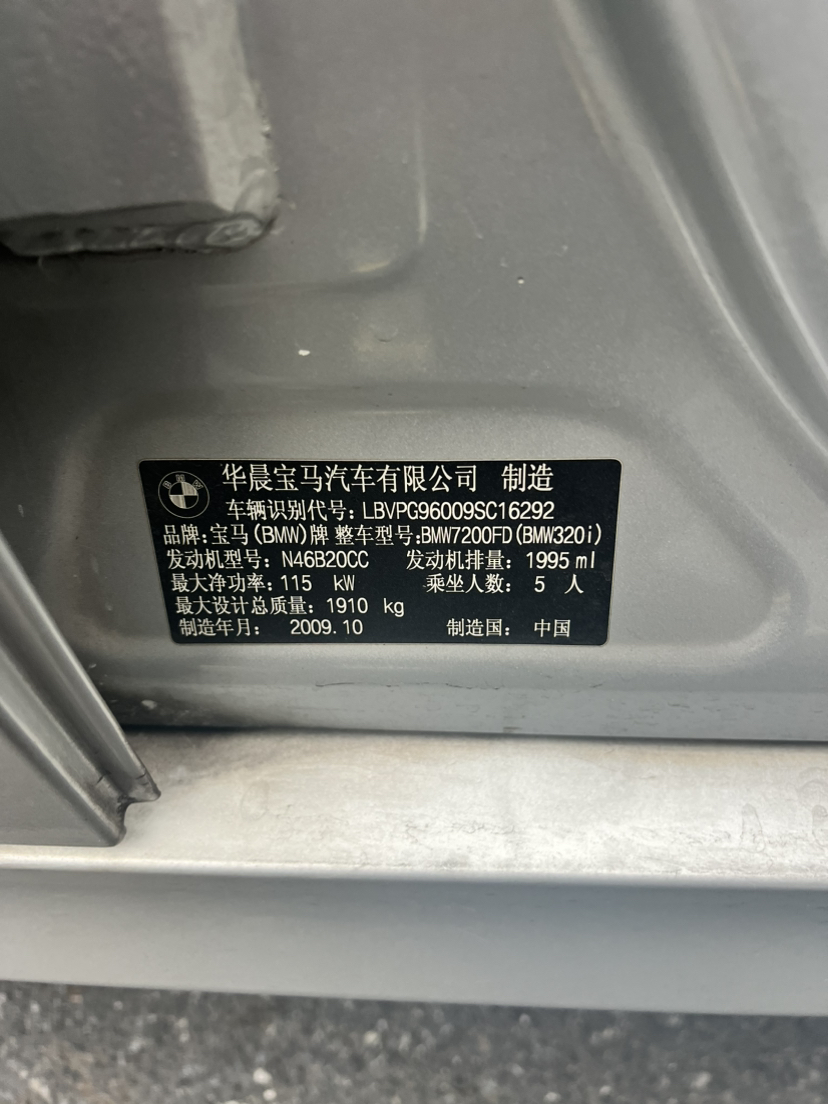 华晨宝马汽车有限公司 制造
车辆识别代号: LBVPG96009SC16292
品牌:宝马(BMW)牌 整车型号:BMW7200FD(BMW320i)
发动机型号: N46B20CC 发动机排量: 1995 ml
最大净功率: 115 kW 乘坐人数: 5 人
最大设计总质量: 1910 kg
制造年月: 2009.10 制造国: 中国